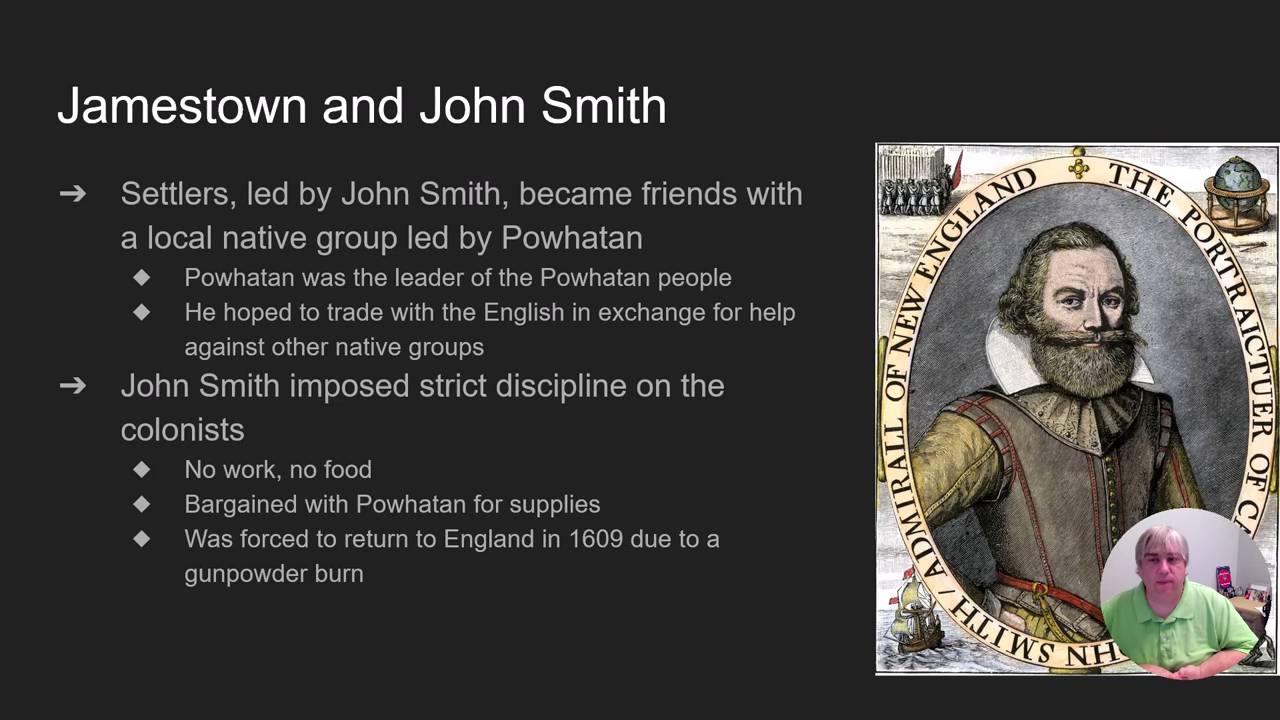 Jamestown and John Smith
➔ Settlers, led by John Smith, became friends with
a local native group led by Powhatan
◆ Powhatan was the leader of the Powhatan people
◆ He hoped to trade with the English in exchange for help
against other native groups
➔ John Smith imposed strict discipline on the
colonists
◆ No work, no food
◆ Bargained with Powhatan for supplies
◆ Was forced to return to England in 1609 due to a
gunpowder burn
THE PORTRAICTUER OF
HN SMITH / ADMIRALL OF NEW ENGLAND